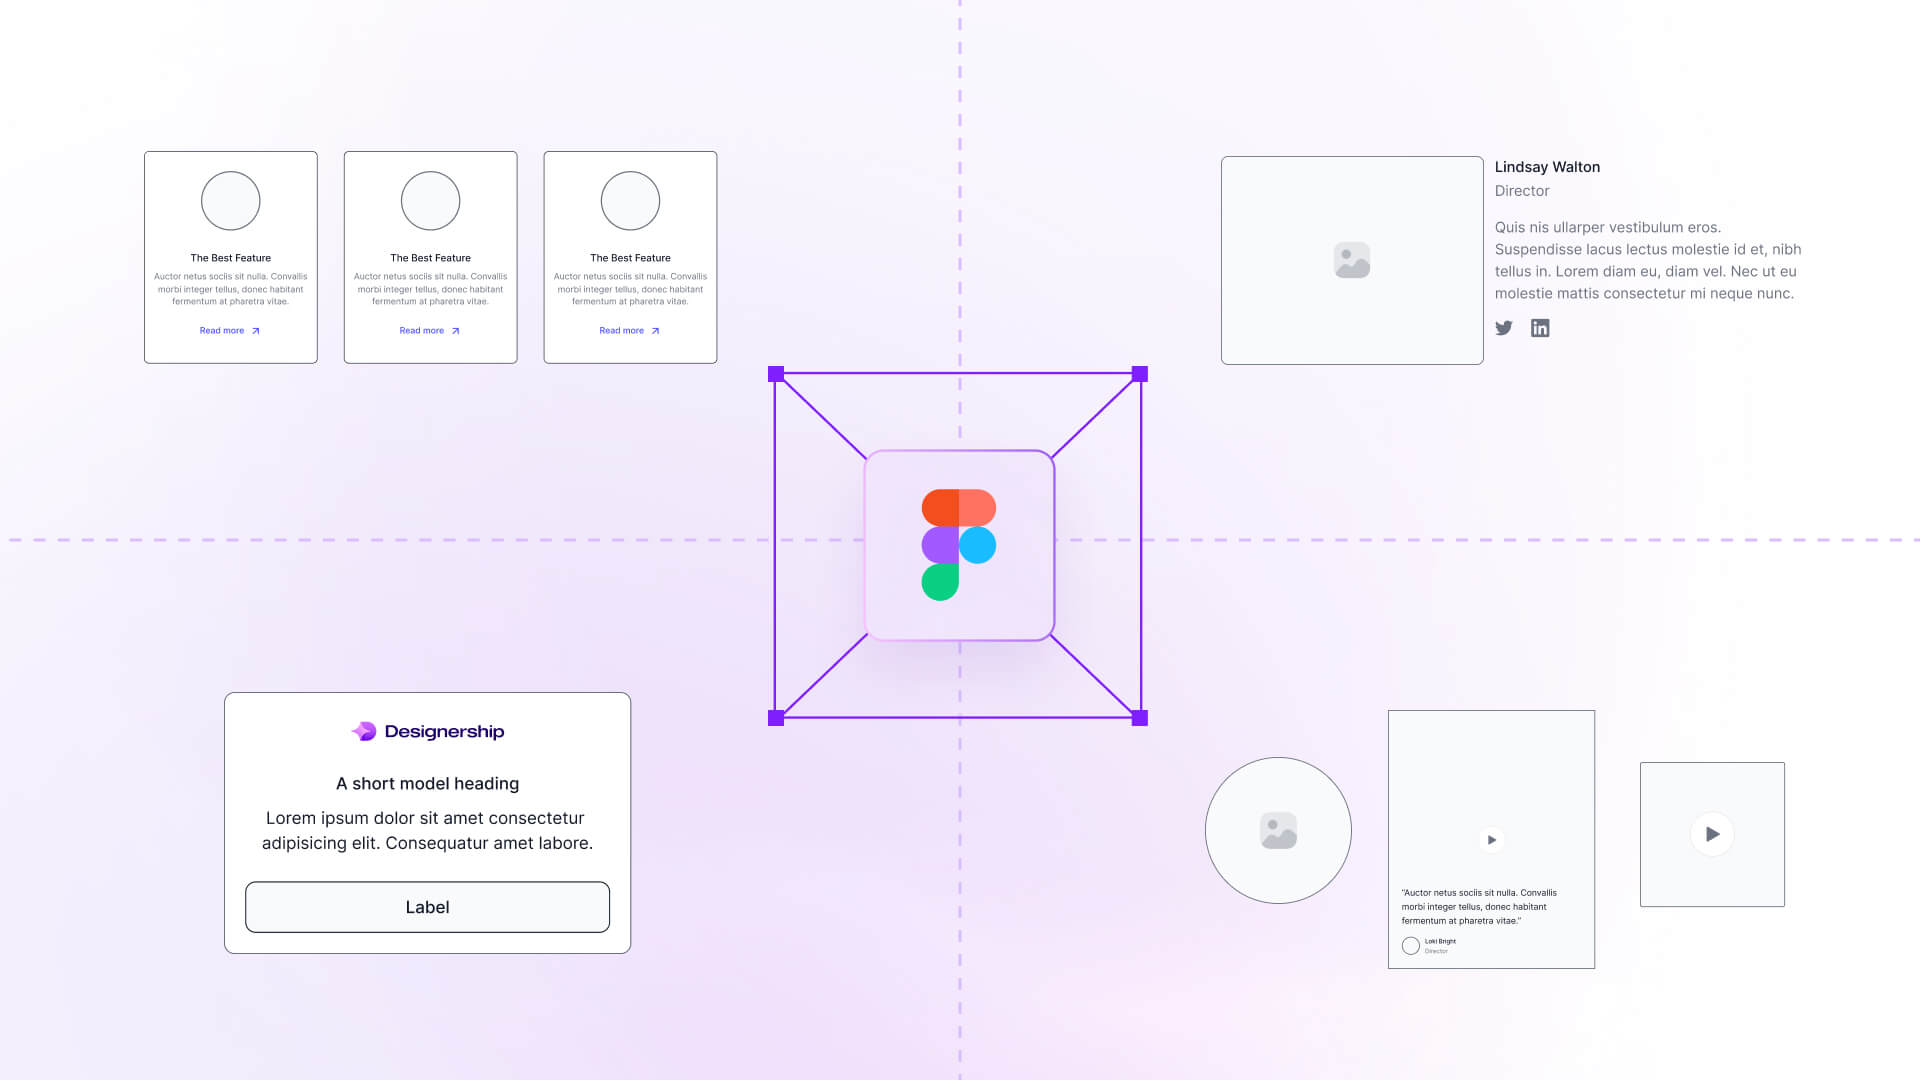 The Best Feature
Auctor netus sociis sit nulla. Convallis
morbi integer tellus, donec habitant
fermentum at pharetra vitae.
Read more
The Best Feature
Auctor netus sociis sit nulla. Convallis
morbi integer tellus, donec habitant
fermentum at pharetra vitae.
Read more
The Best Feature
Auctor netus sociis sit nulla. Convallis
morbi integer tellus, donec habitant
fermentum at pharetra vitae.
Read more
Lindsay Walton
Director
Quis nis ullarper vestibulum eros.
Suspendisse lacus lectus molestie id et, nibh
tellus in. Lorem diam eu, diam vel. Nec ut eu
molestie mattis consectetur mi neque nunc.
in
Designership
A short model heading
Lorem ipsum dolor sit amet consectetur
adipisicing elit. Consequatur amet labore.
Label
“Auctor netus sociis sit nulla. Convallis
morbi integer tellus, donec habitant
fermentum at pharetra vitae.”
Loki Bright
Director